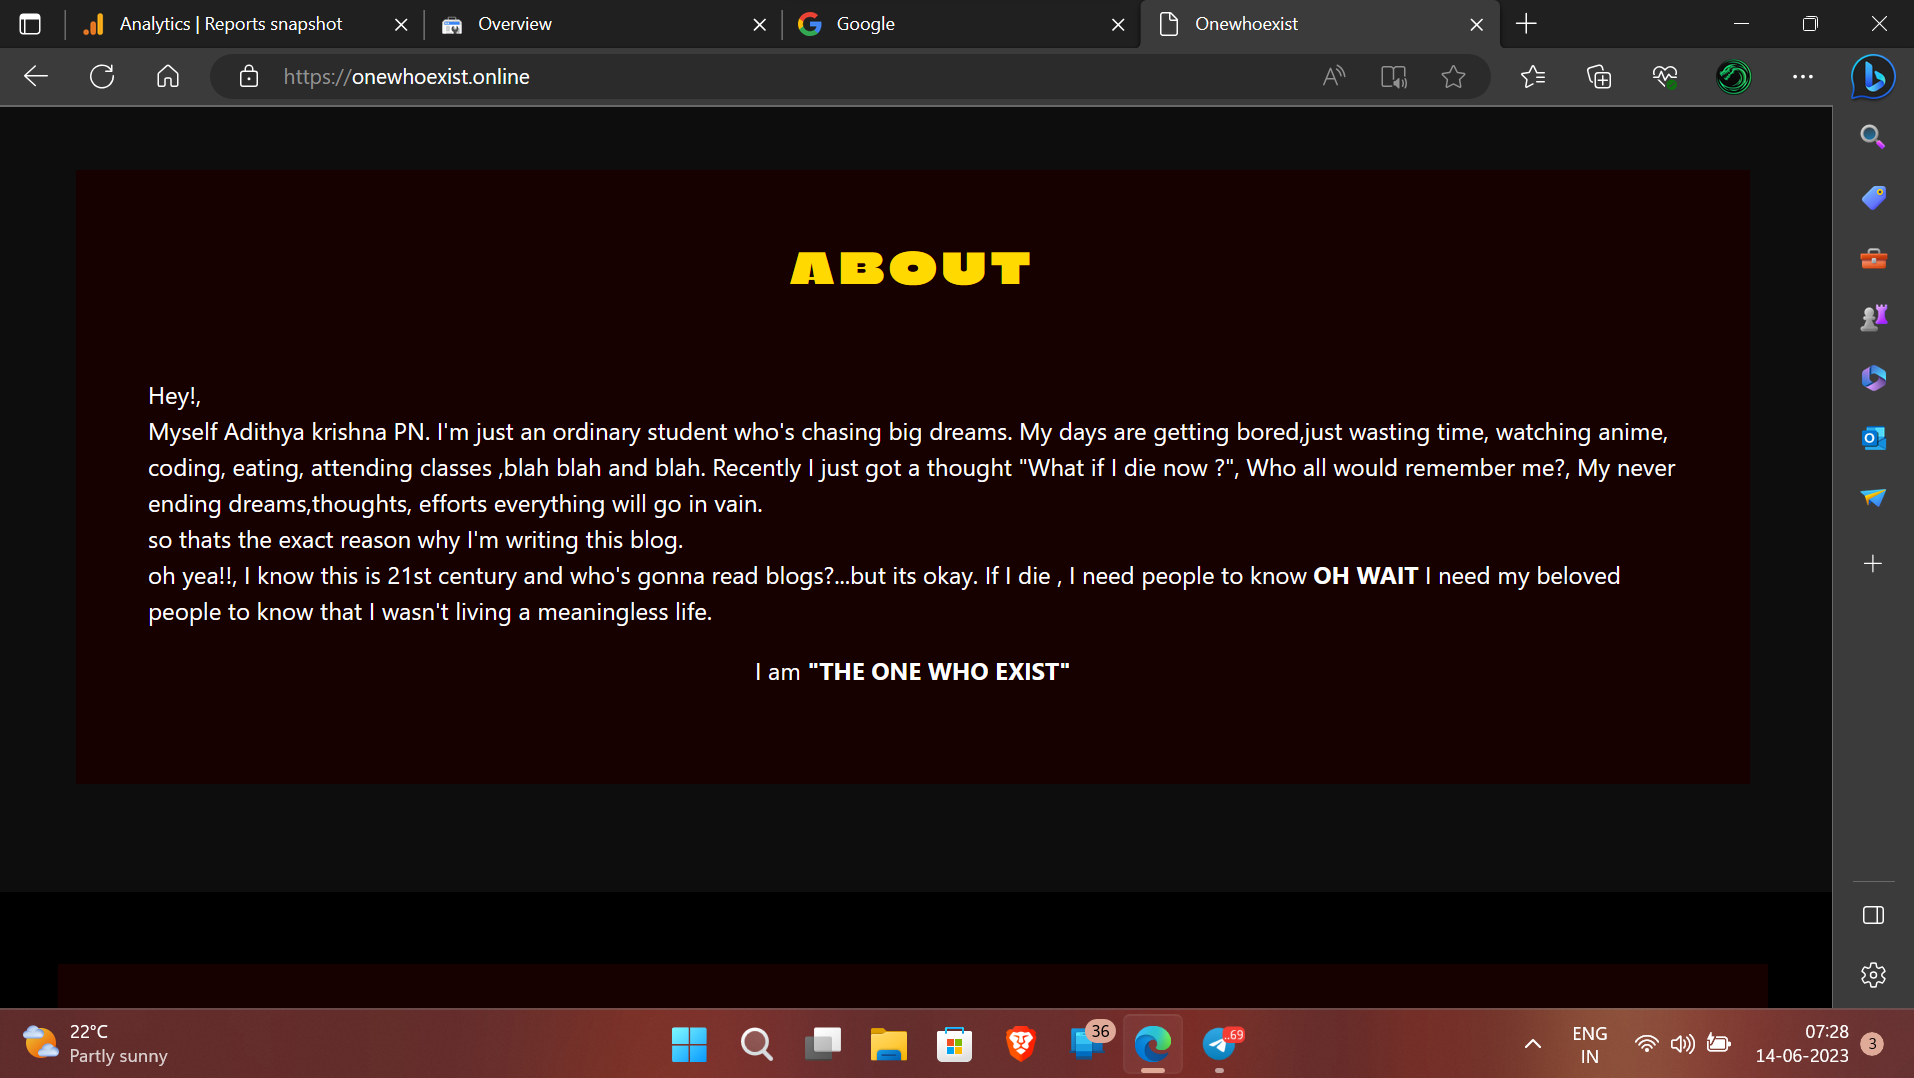 Analytics | Reports snapshot
Overview
Google
Onewhoexist
https://onewhoexist.online
ABOUT
Hey!,
Myself Adithya krishna PN. I'm just an ordinary student who's chasing big dreams. My days are getting bored,just wasting time, watching anime,
coding, eating, attending classes ,blah blah and blah. Recently I just got a thought "What if I die now ?", Who all would remember me?, My never
ending dreams,thoughts, efforts everything will go in vain.
so thats the exact reason why I'm writing this blog.
oh yea!!, I know this is 21st century and who's gonna read blogs?...but its okay. If I die , I need people to know OH WAIT I need my beloved
people to know that I wasn't living a meaningless life.
I am "THE ONE WHO EXIST"
22°C
Partly sunny
36
..69
ENG
IN
07:28
14-06-2023
3